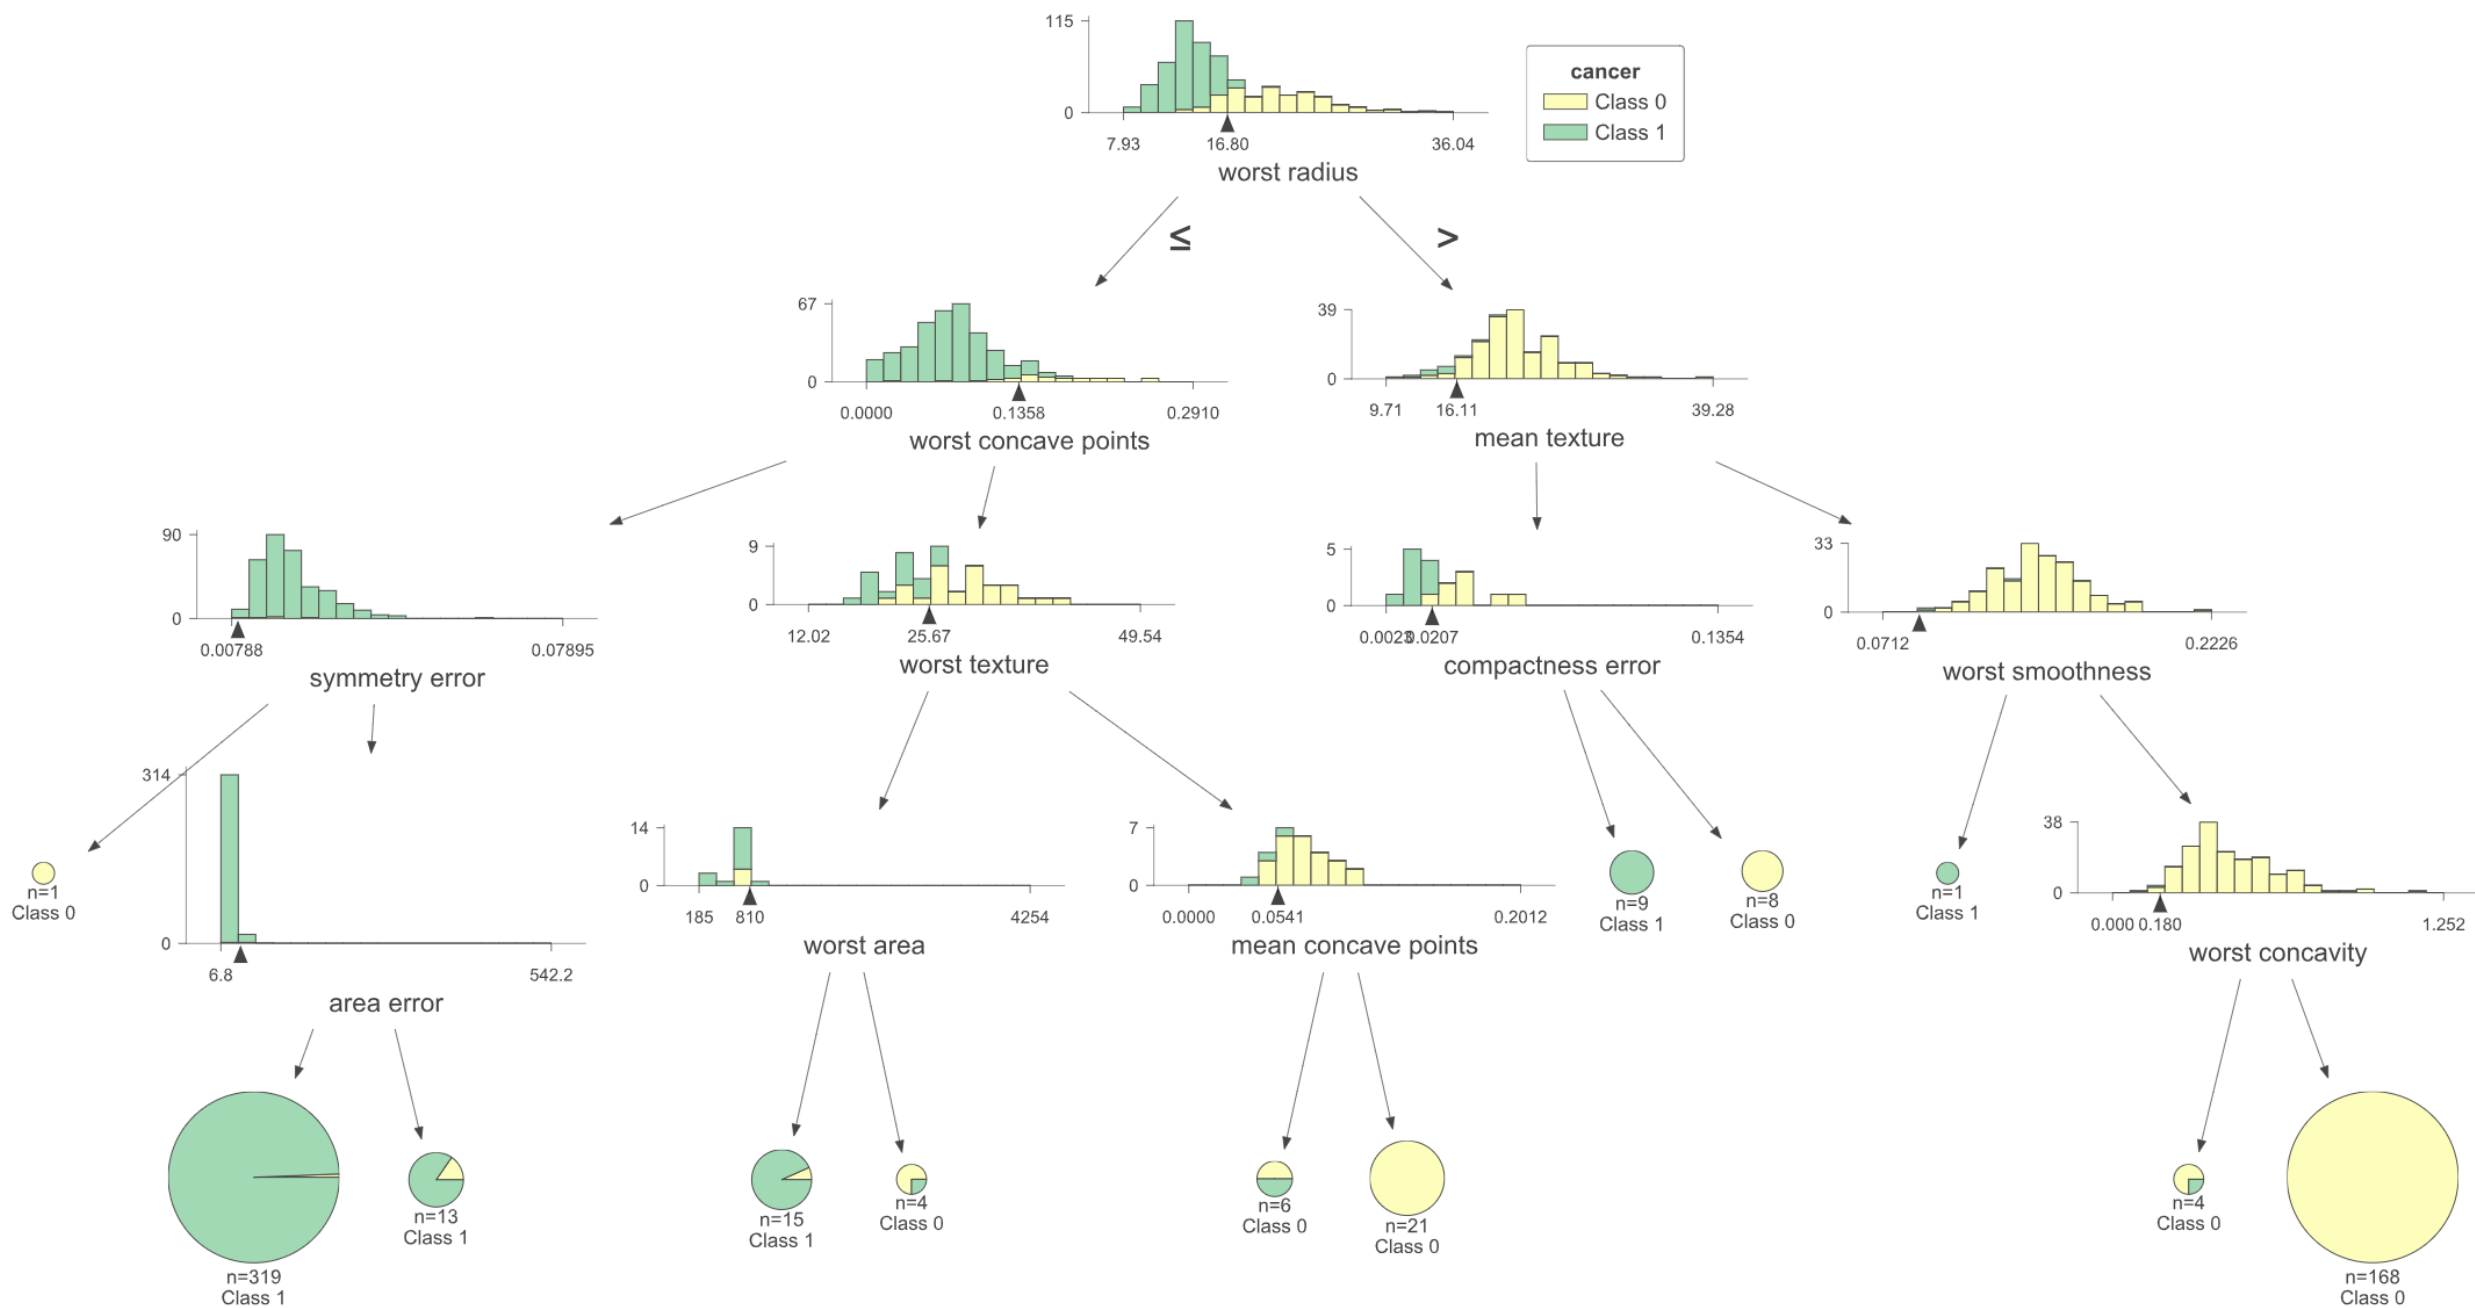 115
0
7.93
16.80
36.04
worst radius
cancer
Class 0
Class 1
≤
>
67
0
0.0000
0.1358
0.2910
worst concave points
39
0
9.71
16.11
39.28
mean texture
90
0
0.00788
0.07895
symmetry error
9
0
12.02
25.67
49.54
worst texture
5
0
0.0023
0.0207
0.1354
compactness error
33
0
0.0712
0.2226
worst smoothness
n=1
Class 0
314
0
6.8
542.2
area error
14
0
185
810
4254
worst area
7
0
0.0000
0.0541
0.2012
mean concave points
n=9
Class 1
n=8
Class 0
n=1
Class 1
38
0
0.000
0.180
1.252
worst concavity
n=319
Class 1
n=13
Class 1
n=15
Class 1
n=4
Class 0
n=6
Class 0
n=21
Class 0
n=4
Class 0
n=168
Class 0